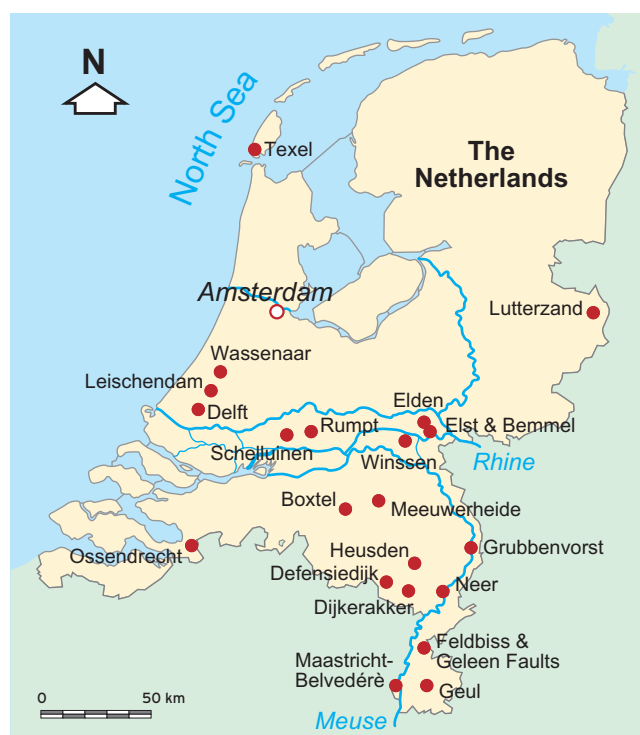 N
North Sea
Texel
The
Netherlands
Amsterdam
Lutterzand
Wassenaar
Leischendam
Delft
Elden
Rumpt
Elst & Bemmel
Schelluinen
Winssen
Rhine
Boxtel
Meeuwerheide
Ossendrecht
Heusden
Grubbenvorst
Defensiedijk
Neer
Dijkerakker
Feldbiss &
Geleen Faults
Maastricht-
Belvédérè
Geul
0 50 km
Meuse